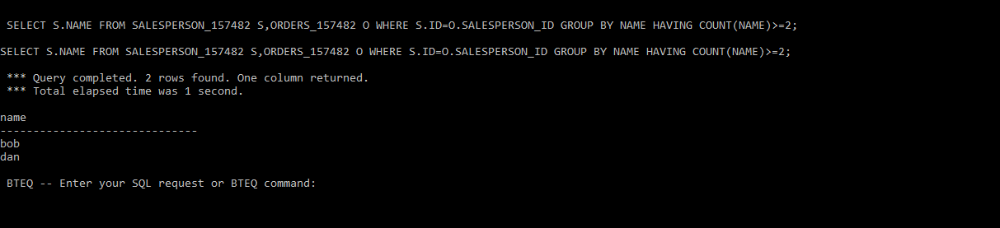 SELECT S.NAME FROM SALESPERSON_157482 S,ORDERS_157482 O WHERE S.ID=O.SALESPERSON_ID GROUP BY NAME HAVING COUNT(NAME)>=2;
SELECT S.NAME FROM SALESPERSON_157482 S,ORDERS_157482 O WHERE S.ID=O.SALESPERSON_ID GROUP BY NAME HAVING COUNT(NAME)>=2;
*** Query completed. 2 rows found. One column returned.
*** Total elapsed time was 1 second.
name
------------------------------
bob
dan
BTEQ -- Enter your SQL request or BTEQ command: